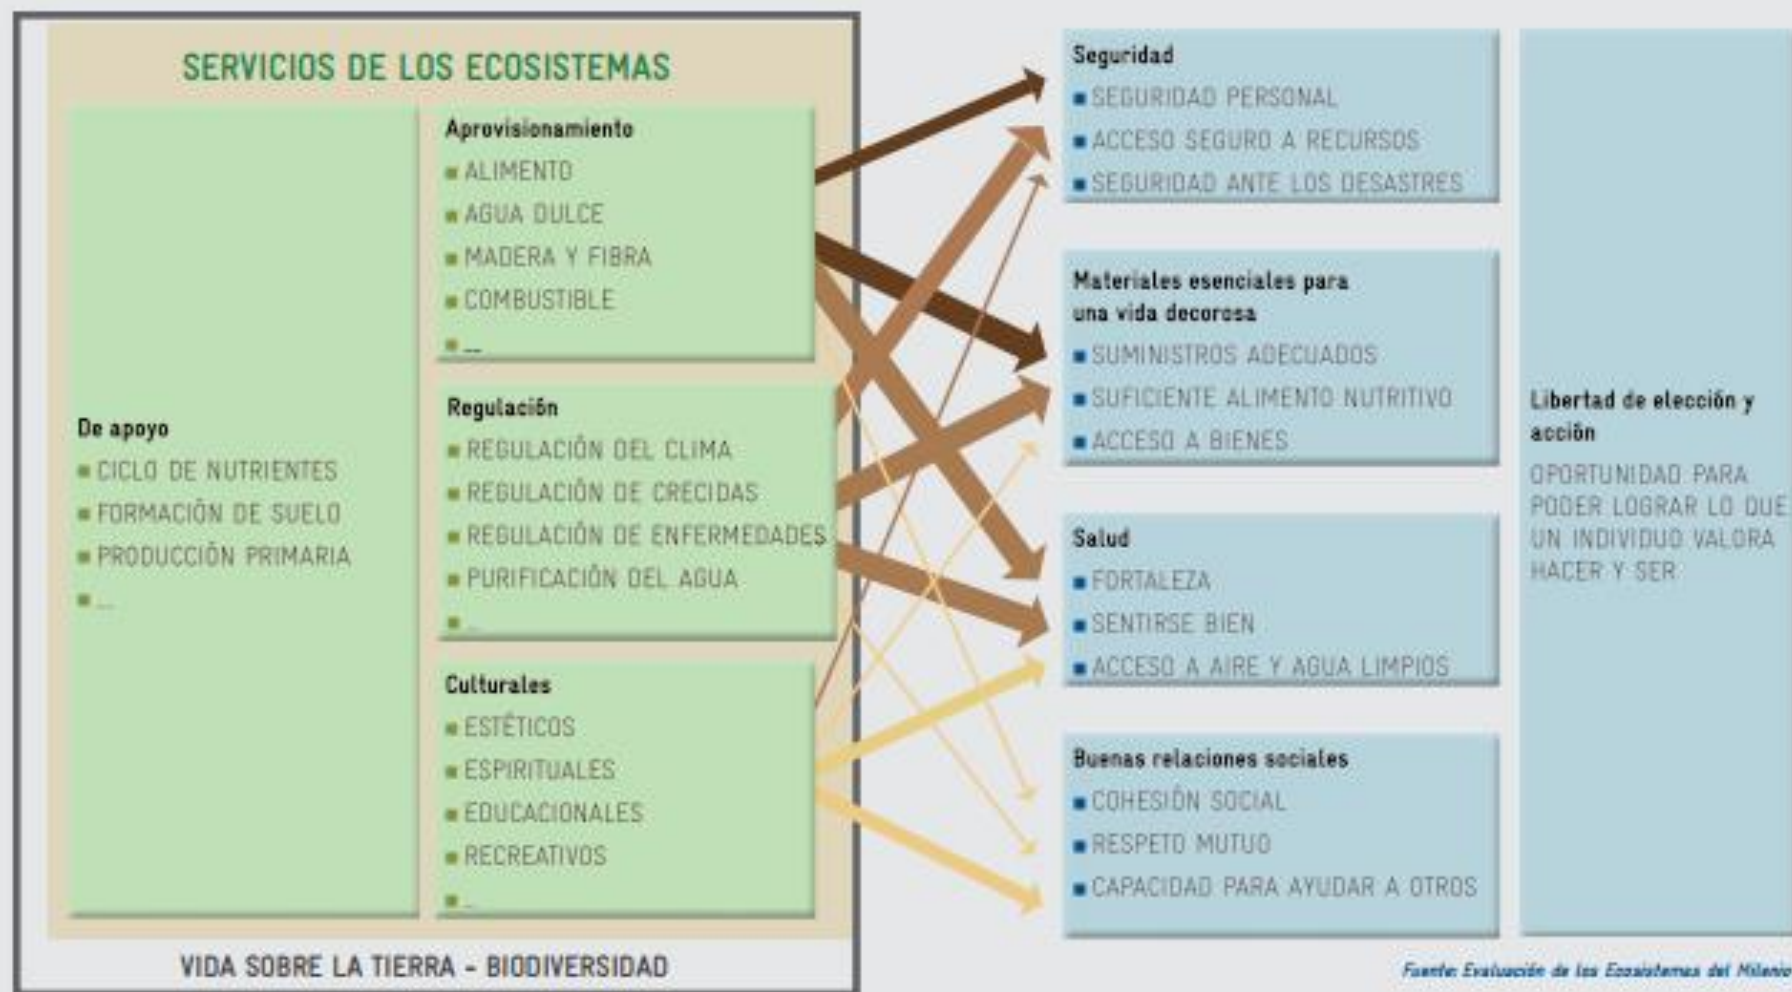 SERVICIOS DE LOS ECOSISTEMAS
De apoyo
CICLO DE NUTRIENTES
FORMACIÓN DE SUELO
PRODUCCIÓN PRIMARIA
...
Aprovisionamiento
ALIMENTO
AGUA DULCE
MADERA Y FIBRA
COMBUSTIBLE
...
Regulación
REGULACIÓN DEL CLIMA
REGULACIÓN DE CRECIDAS
REGULACIÓN DE ENFERMEDADES
PURIFICACIÓN DEL AGUA
...
Culturales
ESTÉTICOS
ESPIRITUALES
EDUCACIONALES
RECREATIVOS
...
VIDA SOBRE LA TIERRA - BIODIVERSIDAD
Seguridad
SEGURIDAD PERSONAL
ACCESO SEGURO A RECURSOS
SEGURIDAD ANTE LOS DESASTRES
Materiales esenciales para
una vida decorosa
SUMINISTROS ADECUADOS
SUFICIENTE ALIMENTO NUTRITIVO
ACCESO A BIENES
Salud
FORTALEZA
SENTIRSE BIEN
ACCESO A AIRE Y AGUA LIMPIOS
Buenas relaciones sociales
COHESIÓN SOCIAL
RESPETO MUTUO
CAPACIDAD PARA AYUDAR A OTROS
Libertad de elección y
acción
OPORTUNIDAD PARA
PODER LOGRAR LO QUE
UN INDIVIDUO VALORA
HACER Y SER
Fuente: Evaluación de los Ecosistemas del Milenio